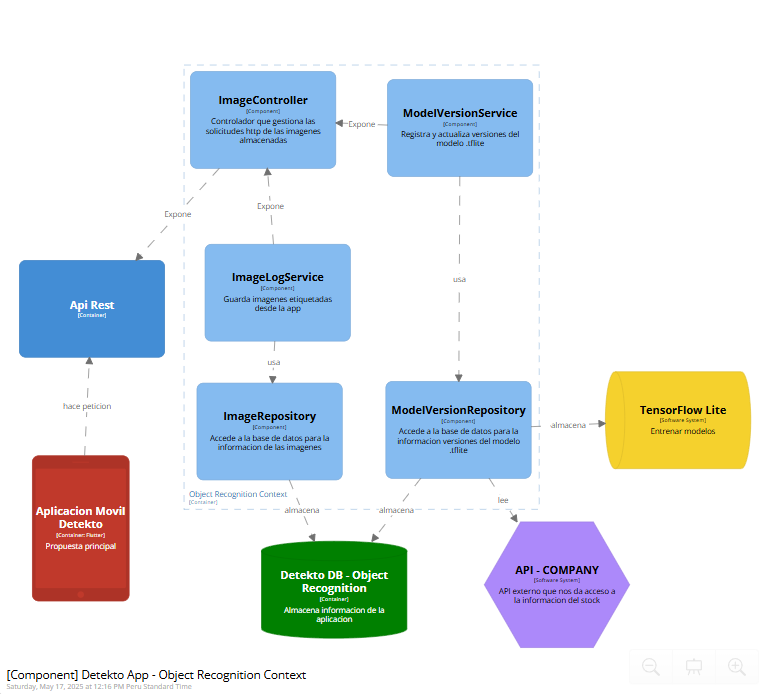 ImageController
[Component]
Controlador que gestiona las
solicitudes http de las imagenes
almacenadas
Expone
ModelVersionService
[Component]
Registra y actualiza versiones del
modelo .tflite
Expone
Expone
Api Rest
[Container]
ImageLogService
[Component]
Guarda imagenes etiquetadas
desde la app
usa
usa
hace peticion
ImageRepository
[Component]
Accede a la base de datos para la
informacion de las imagenes
ModelVersionRepository
[Component]
Accede a la base de datos para la
informacion versiones del modelo
.tflite
almacena
TensorFlow Lite
[Software System]
Entrenar modelos
Aplicacion Movil
Detekto
[Container: Flutter]
Propuesta principal
Object Recognition Context
[Container]
almacena
almacena
lee
Detekto DB - Object
Recognition
[Container]
Almacena informacion de la
aplicacion
API - COMPANY
[Software System]
API externo que nos da acceso a
la informacion del stock
[Component] Detekto App - Object Recognition Context
Saturday, May 17, 2025 at 12:16 PM Peru Standard Time